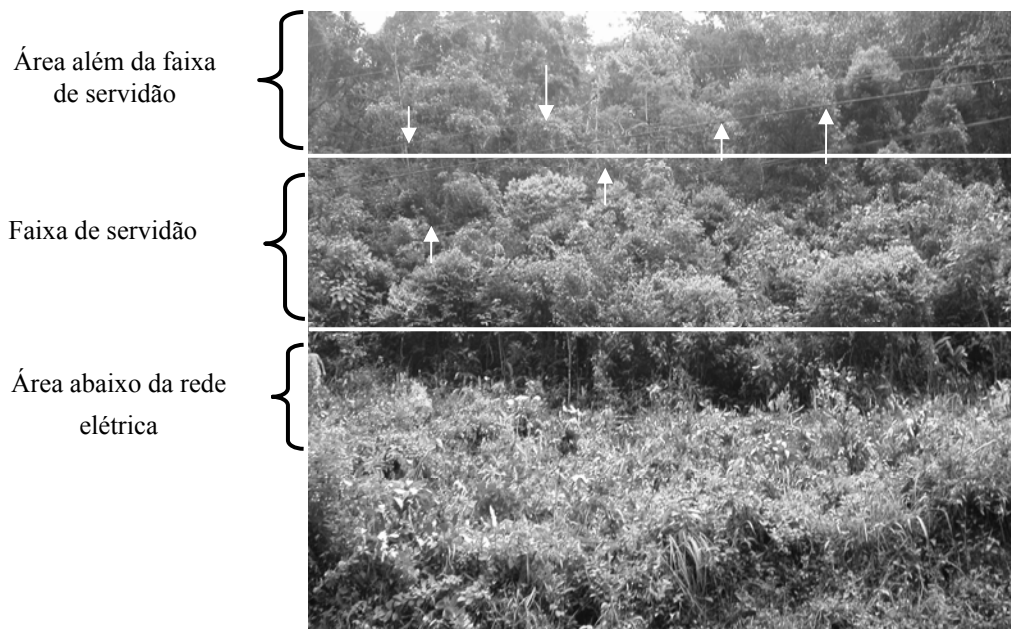 Área além da faixa
de servidão
Faixa de servidão
Área abaixo da rede
elétrica